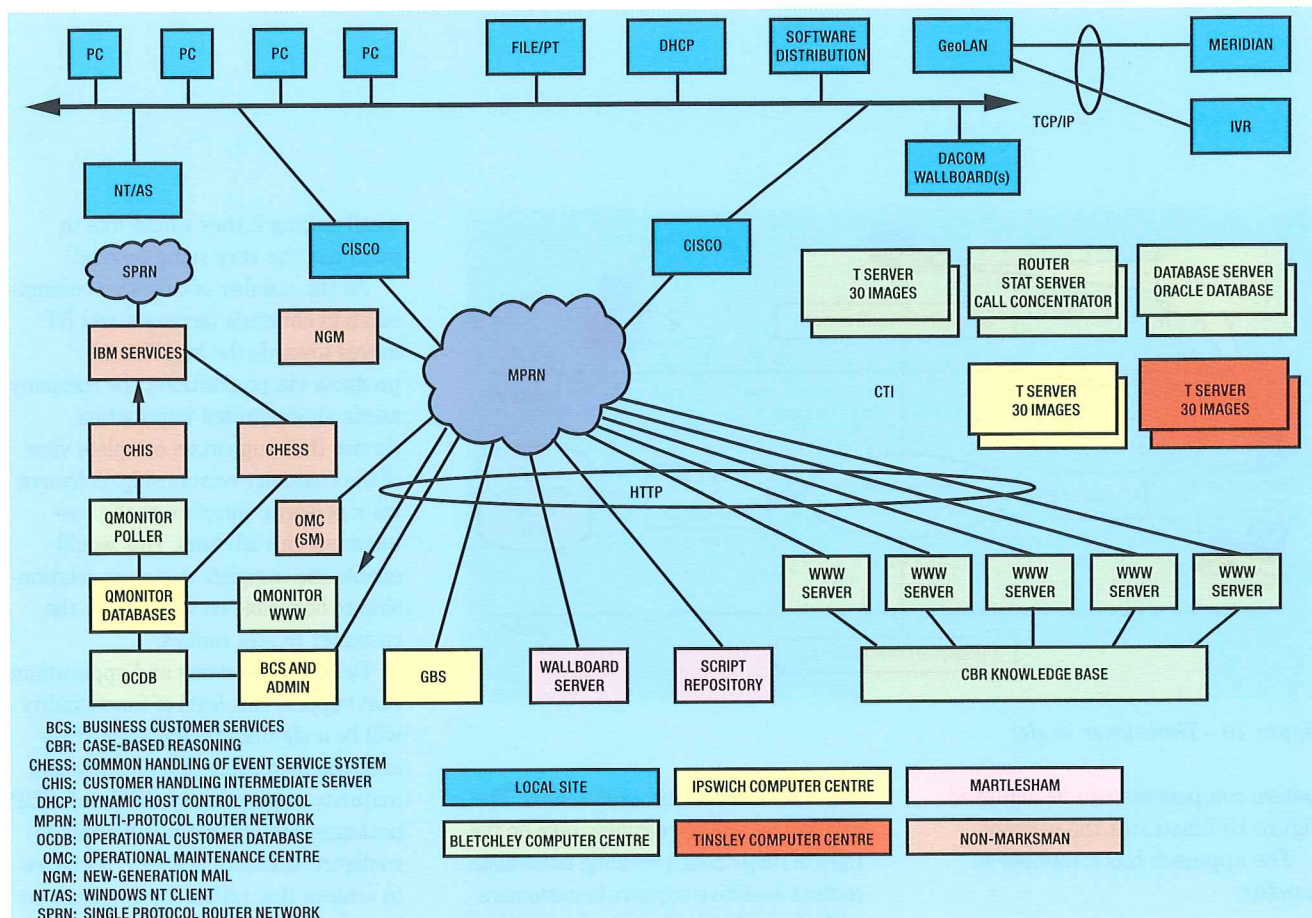 PC
PC
PC
PC
FILE/PT
DHCP
SOFTWARE
DISTRIBUTION
GeoLAN
MERIDIAN
TCP/IP
IVR
NT/AS
DACOM
WALLBOARD(s)
CISCO
CISCO
SPRN
T SERVER
30 IMAGES
ROUTER
STAT SERVER
CALL CONCENTRATOR
DATABASE SERVER
ORACLE DATABASE
IBM SERVICES
NGM
MPRN
CTI
T SERVER
30 IMAGES
T SERVER
30 IMAGES
CHIS
CHESS
HTTP
QMONITOR
POLLER
OMC
(SM)
WWW
SERVER
WWW
SERVER
WWW
SERVER
WWW
SERVER
WWW
SERVER
QMONITOR
DATABASES
QMONITOR
WWW
OCDB
BCS AND
ADMIN
GBS
WALLBOARD
SERVER
SCRIPT
REPOSITORY
CBR KNOWLEDGE BASE
BCS: BUSINESS CUSTOMER SERVICES
CBR: CASE-BASED REASONING
CHESS: COMMON HANDLING OF EVENT SERVICE SYSTEM
CHIS: CUSTOMER HANDLING INTERMEDIATE SERVER
DHCP: DYNAMIC HOST CONTROL PROTOCOL
MPRN: MULTI-PROTOCOL ROUTER NETWORK
OCDB: OPERATIONAL CUSTOMER DATABASE
OMC: OPERATIONAL MAINTENANCE CENTRE
NGM: NEW-GENERATION MAIL
NT/AS: WINDOWS NT CLIENT
SPRN: SINGLE PROTOCOL ROUTER NETWORK
LOCAL SITE
IPSWICH COMPUTER CENTRE
MARTLESHAM
BLETCHLEY COMPUTER CENTRE
TINSLEY COMPUTER CENTRE
NON-MARKSMAN